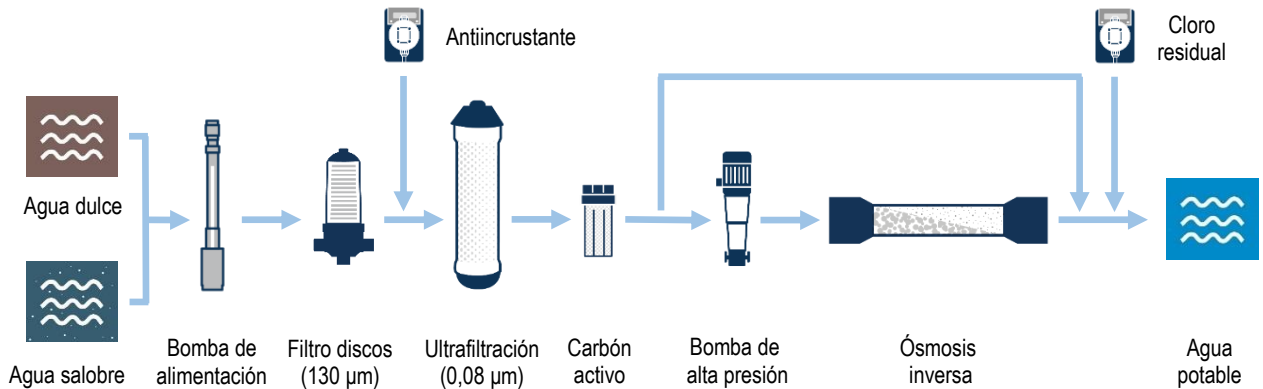 Antiincrustante
Cloro
residual
Agua dulce
Agua salobre
Bomba de
alimentación
Filtro discos
(130 µm)
Ultrafiltración
(0,08 µm)
Carbón
activo
Bomba de
alta presión
Ósmosis
inversa
Agua
potable